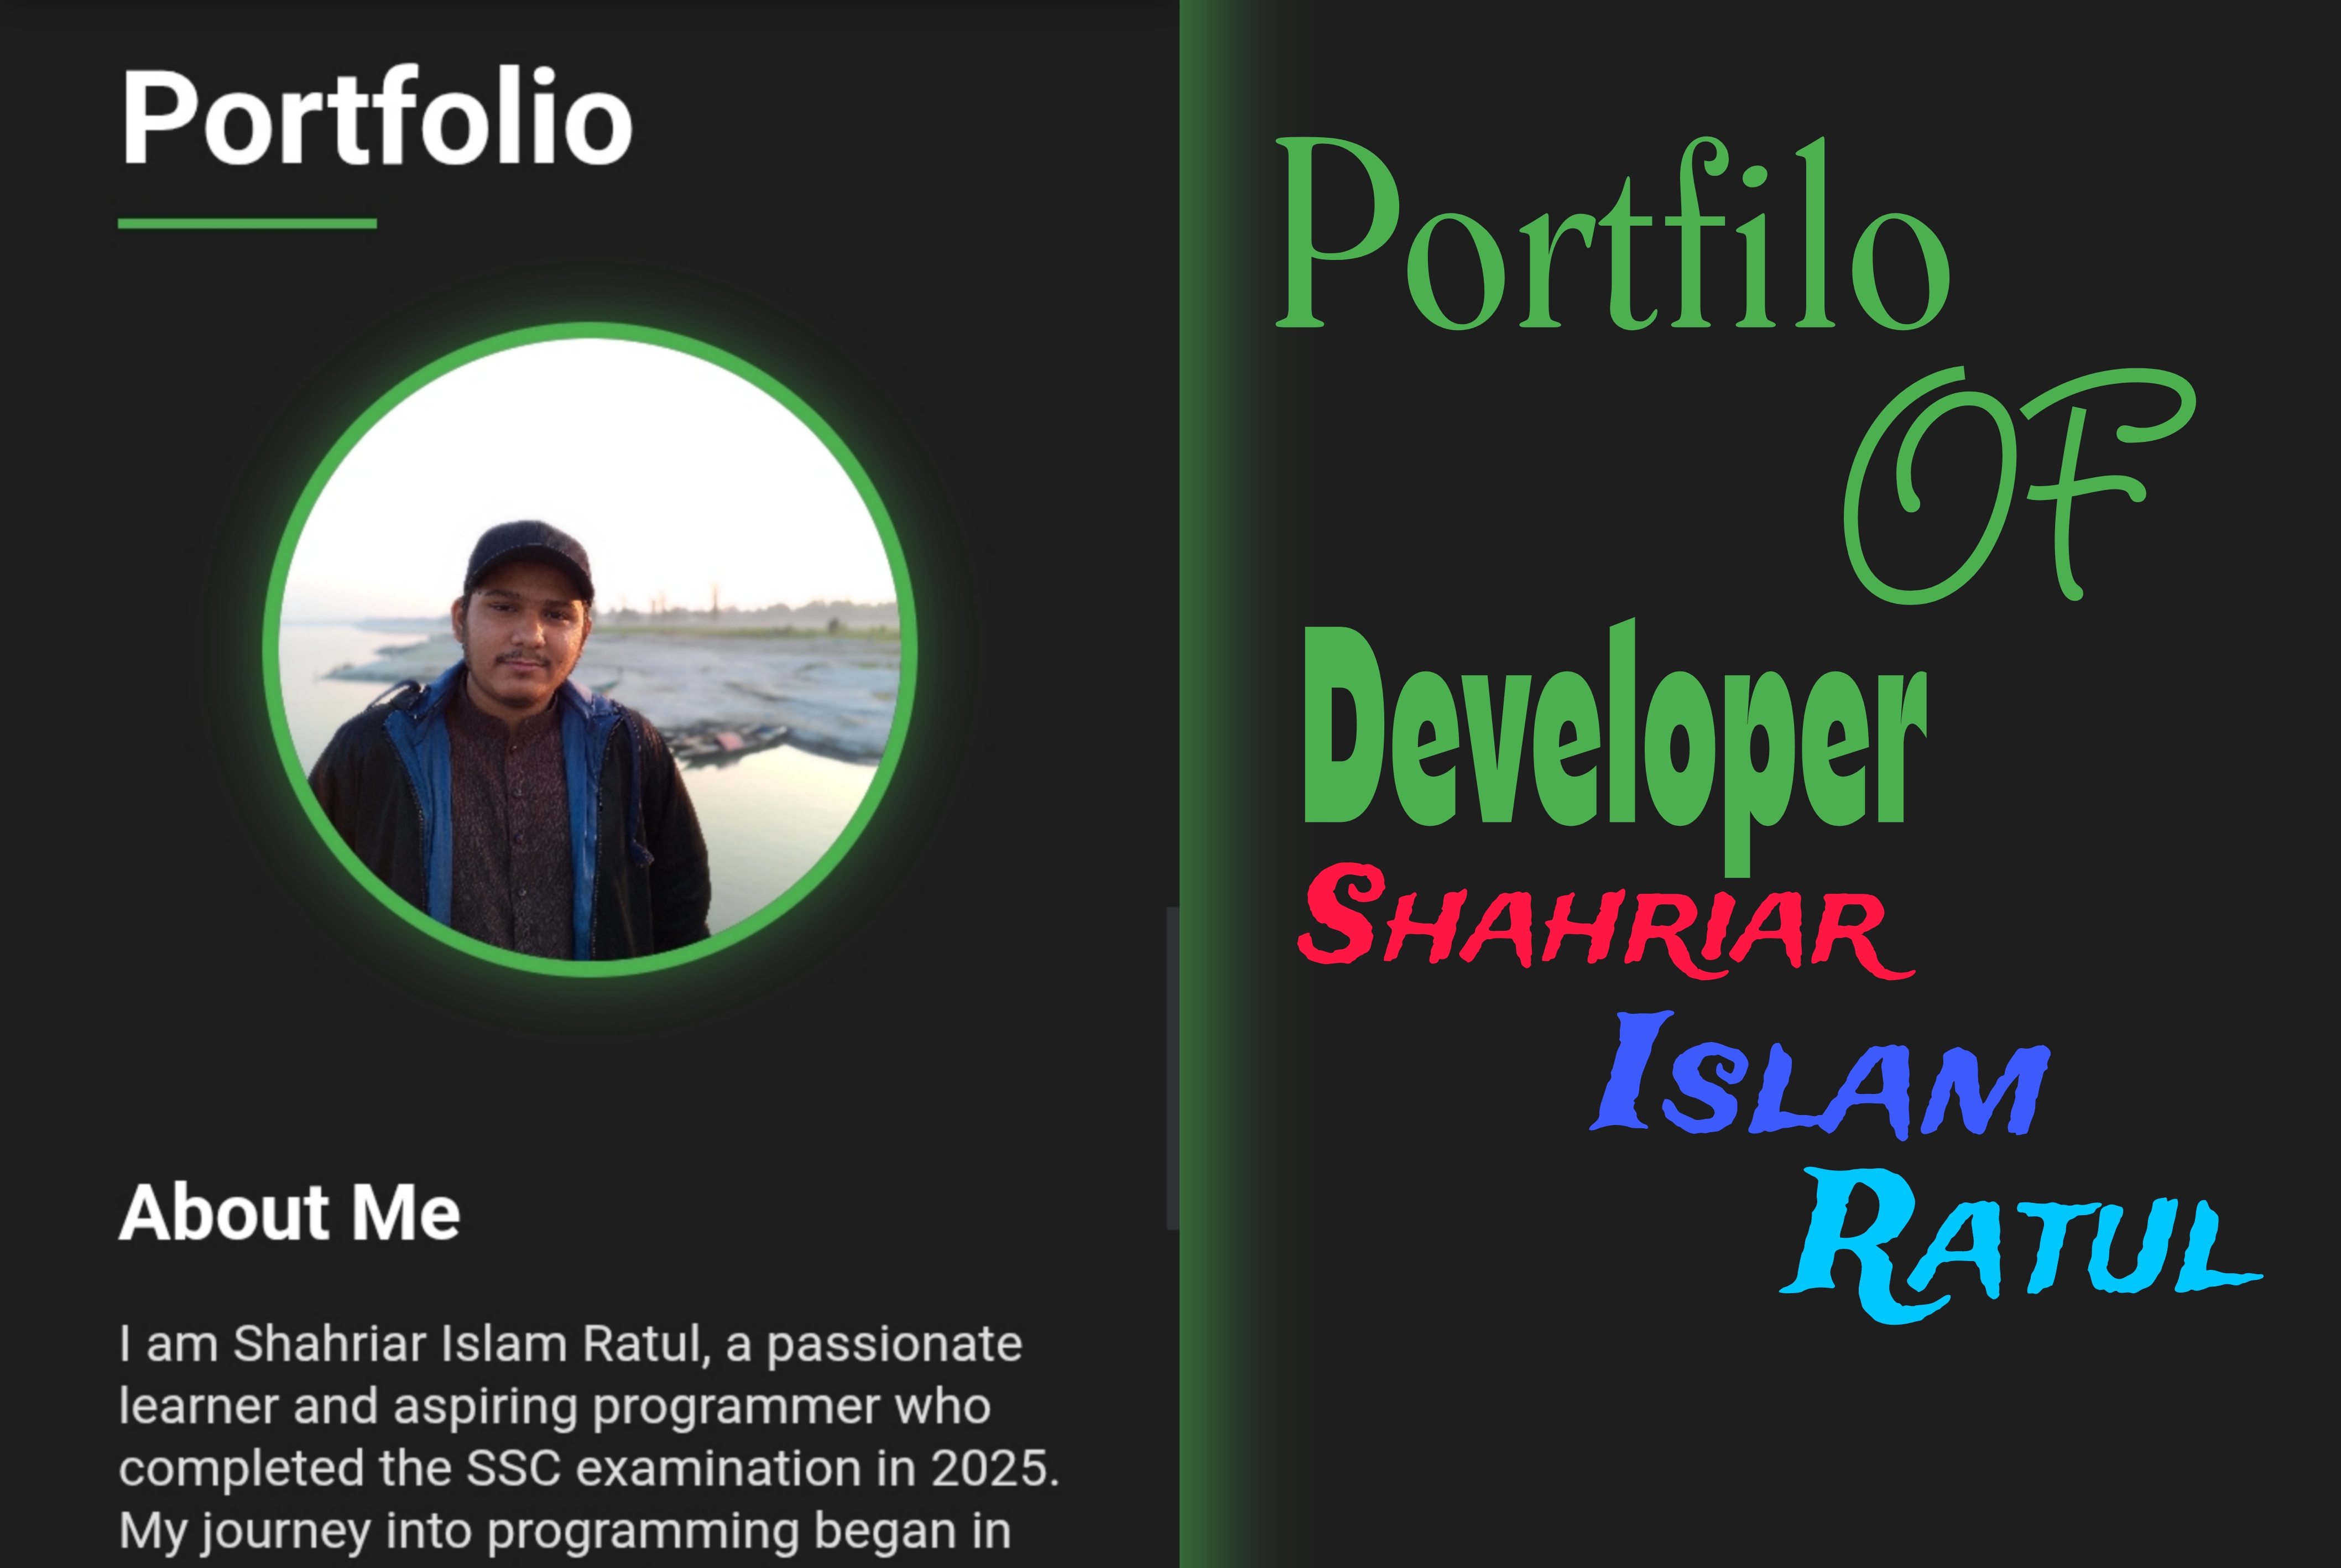 Portfolio
About Me
I am Shahriar Islam Ratul, a passionate
learner and aspiring programmer who
completed the SSC examination in 2025.
My journey into programming began in
Portfilo
OF
Developer
SHAHRIAR
ISLAM
RATUL